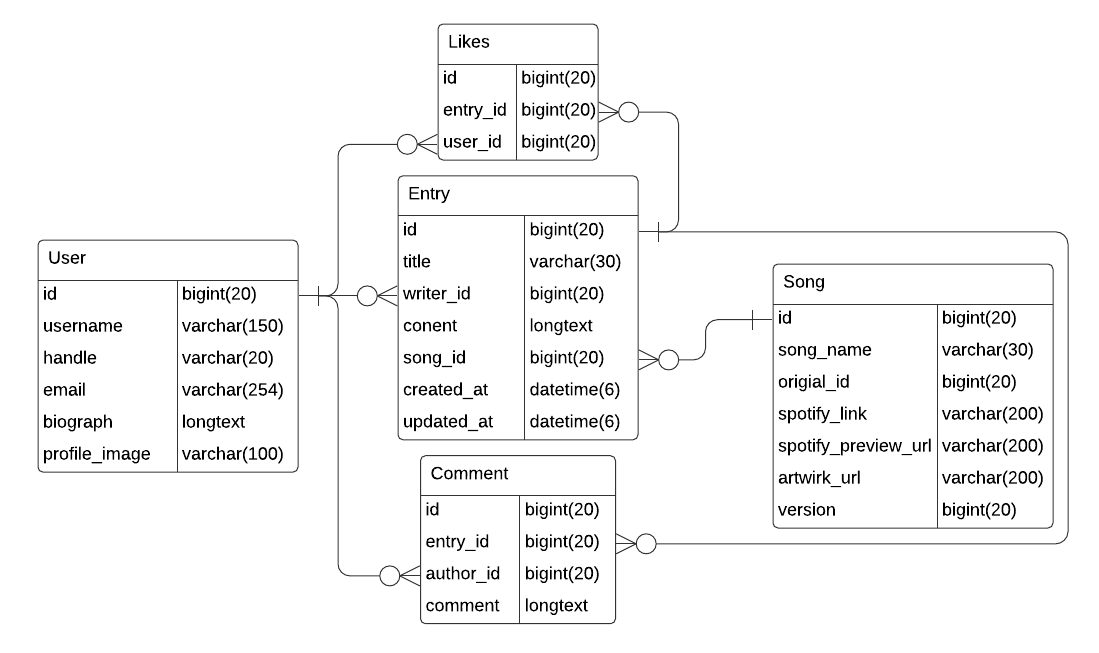 Likes
id bigint(20)
entry_id bigint(20)
user_id bigint(20)
Entry
id bigint(20)
title varchar(30)
writer_id bigint(20)
conent longtext
song_id bigint(20)
created_at datetime(6)
updated_at datetime(6)
User
id bigint(20)
username varchar(150)
handle varchar(20)
email varchar(254)
biograph longtext
profile_image varchar(100)
Song
id bigint(20)
song_name varchar(30)
origial_id bigint(20)
spotify_link varchar(200)
spotify_preview_url varchar(200)
artwirk_url varchar(200)
version bigint(20)
Comment
id bigint(20)
entry_id bigint(20)
author_id bigint(20)
comment longtext